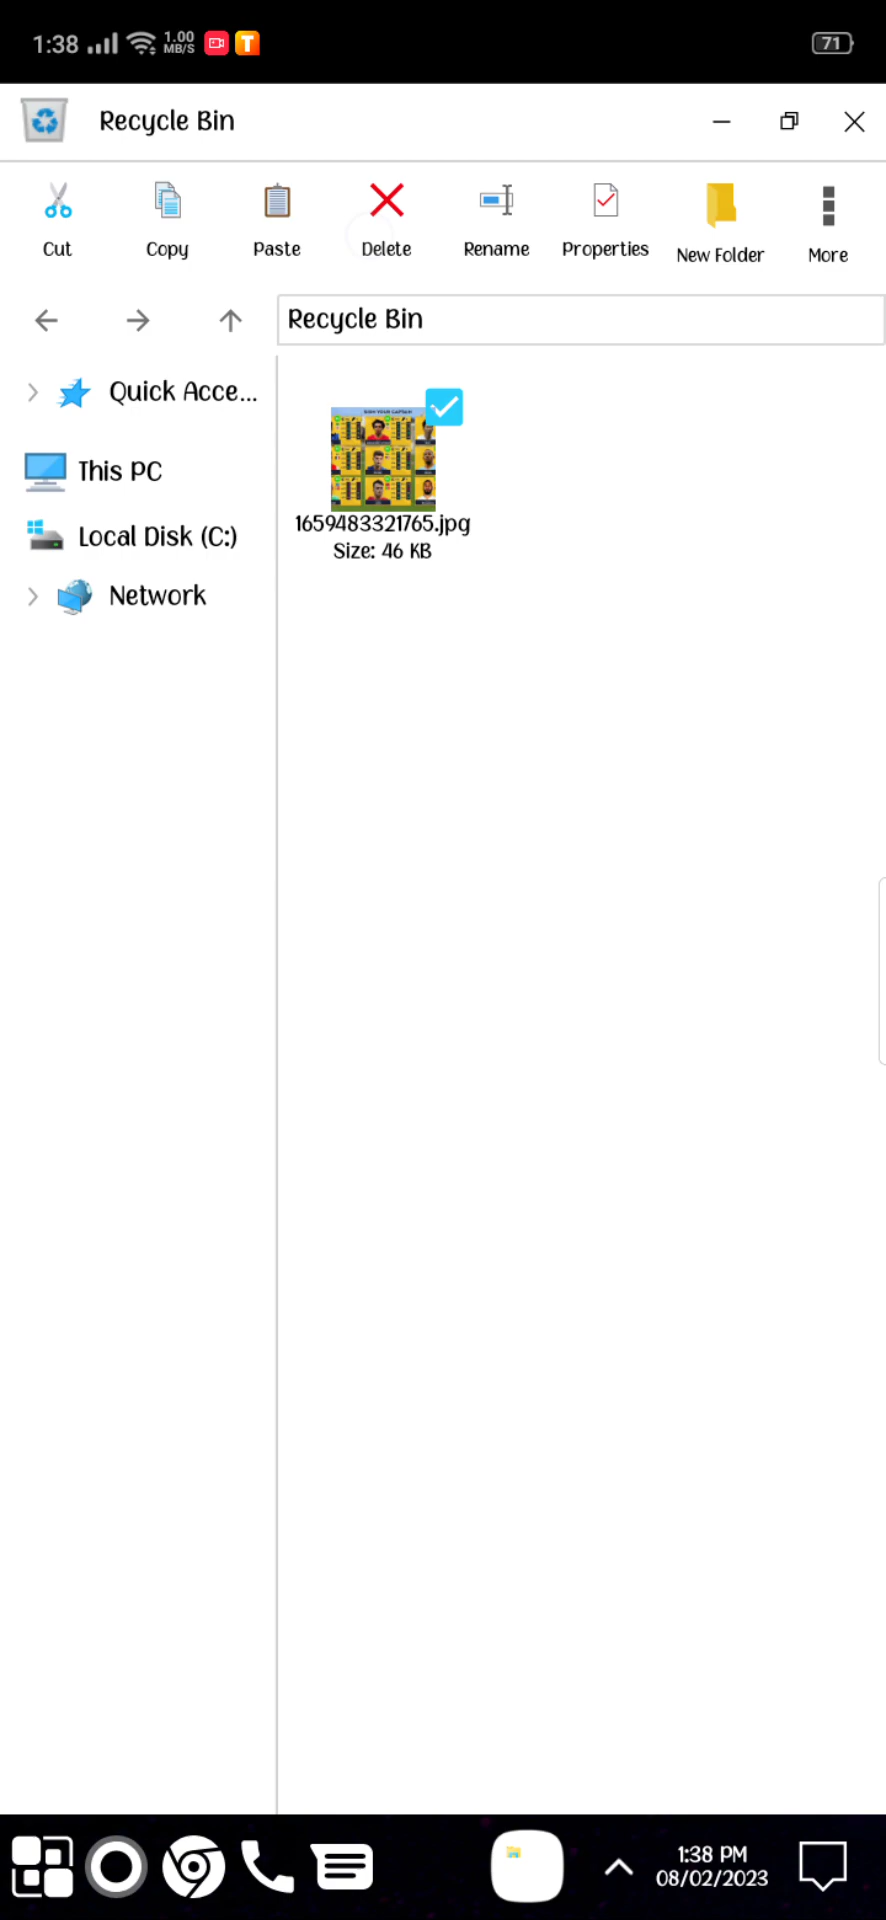 1:38 1.00 MB/S T 71
Recycle Bin
Cut Copy Paste Delete Rename Properties New Folder More
Recycle Bin
Quick Acce...
This PC
Local Disk (C:)
Network
1659483321765.jpg
Size: 46 KB
1:38 PM
08/02/2023